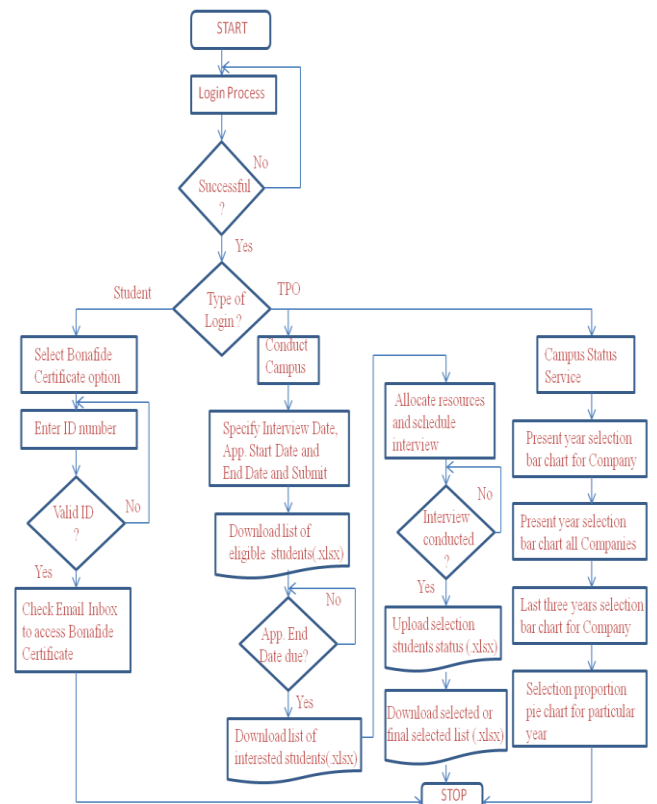 START
Login Process
No
Successful
?
Yes
Student
Type of
Login ?
TPO
Select Bonafide
Certificate option
Enter ID number
No
Valid ID
?
Yes
Check Email Inbox
to access Bonafide
Certificate
Conduct
Campus
Specify Interview Date,
App. Start Date and
End Date and Submit
Download list of
eligible students(.xlsx)
No
App. End
Date due?
Yes
Download list of
interested students(.xlsx)
Allocate resources
and schedule
interview
No
Interview
conducted
?
Yes
Upload selection
students status (.xlsx)
Download selected or
final selected list (.xlsx)
Campus Status
Service
Present year selection
bar chart for Company
Present year selection
bar chart all Companies
Last three years selection
bar chart for Company
Selection proportion
pie chart for particular
year
STOP